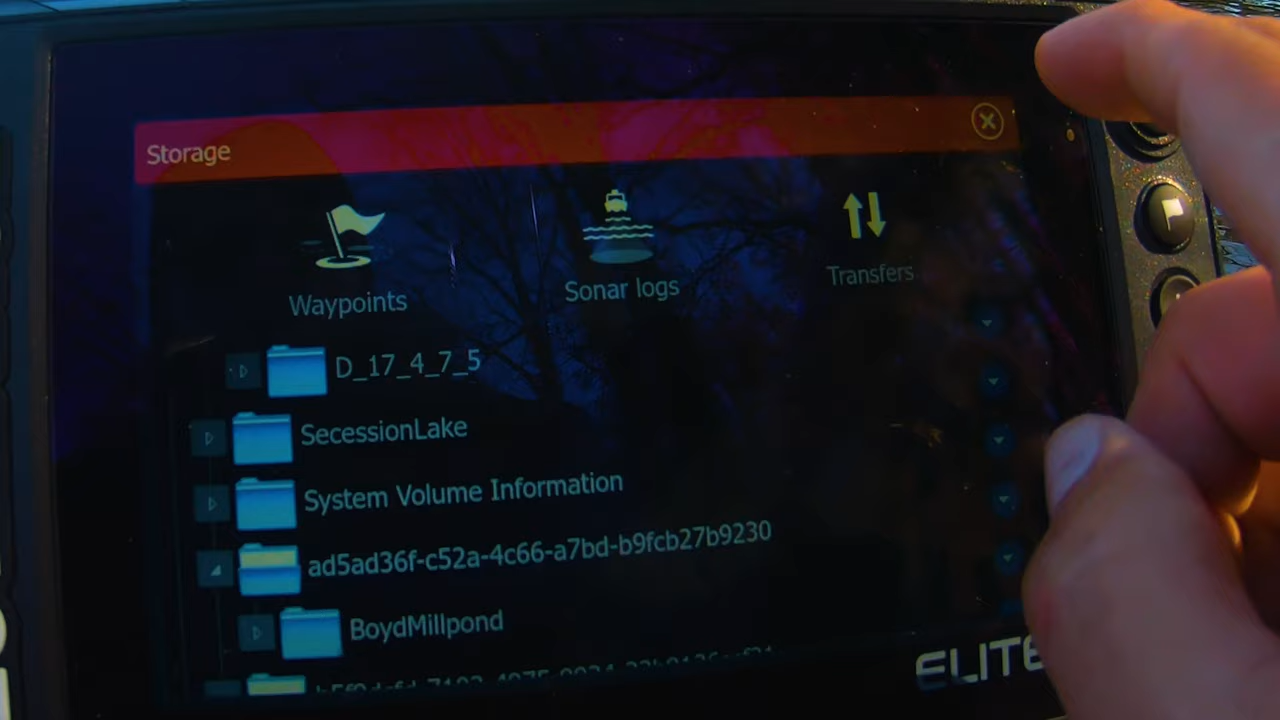 Storage
Waypoints
Sonar logs
Transfers
D_17_4_7_5
SecessionLake
System Volume Information
ad5ad36f-c52a-4c66-a7bd-b9fcb27b9230
BoydMillpond
ELITE